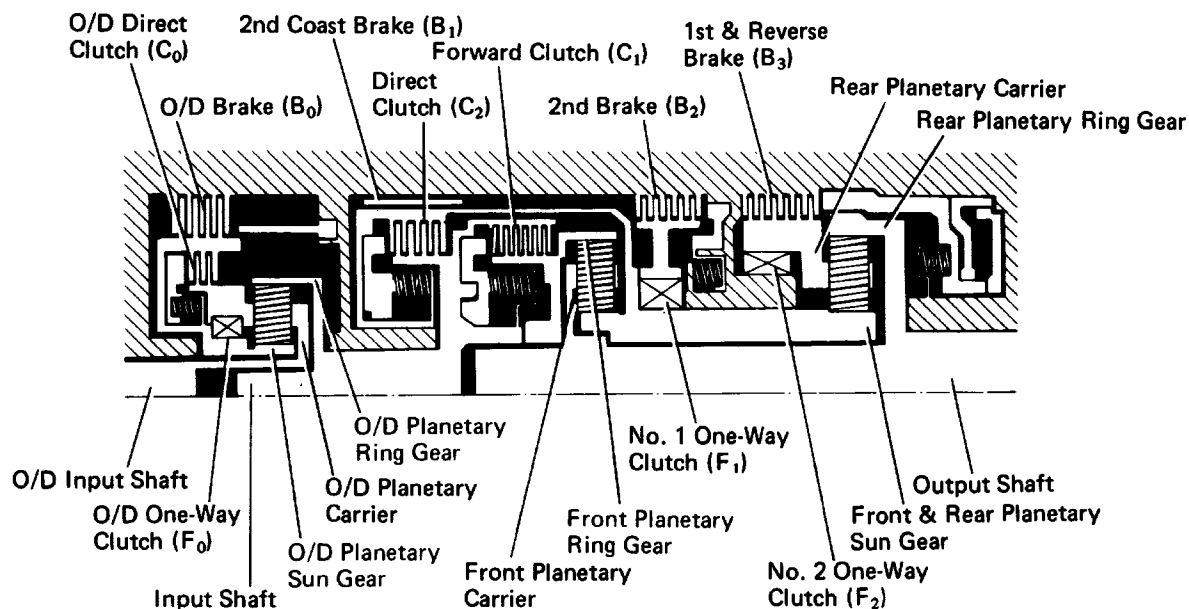 O/D Direct
Clutch (C₀)
2nd Coast Brake (B₁)
Forward Clutch (C₁)
1st & Reverse
Brake (B₃)
Direct
Clutch (C₂)
O/D Brake (B₀)
2nd Brake (B₂)
Rear Planetary Carrier
Rear Planetary Ring Gear
O/D Planetary
Ring Gear
No. 1 One-Way
Clutch (F₁)
O/D Input Shaft
O/D Planetary
Carrier
Output Shaft
O/D One-Way
Clutch (F₀)
Front Planetary
Ring Gear
Front & Rear Planetary
Sun Gear
O/D Planetary
Sun Gear
Front Planetary
Carrier
No. 2 One-Way
Clutch (F₂)
Input Shaft